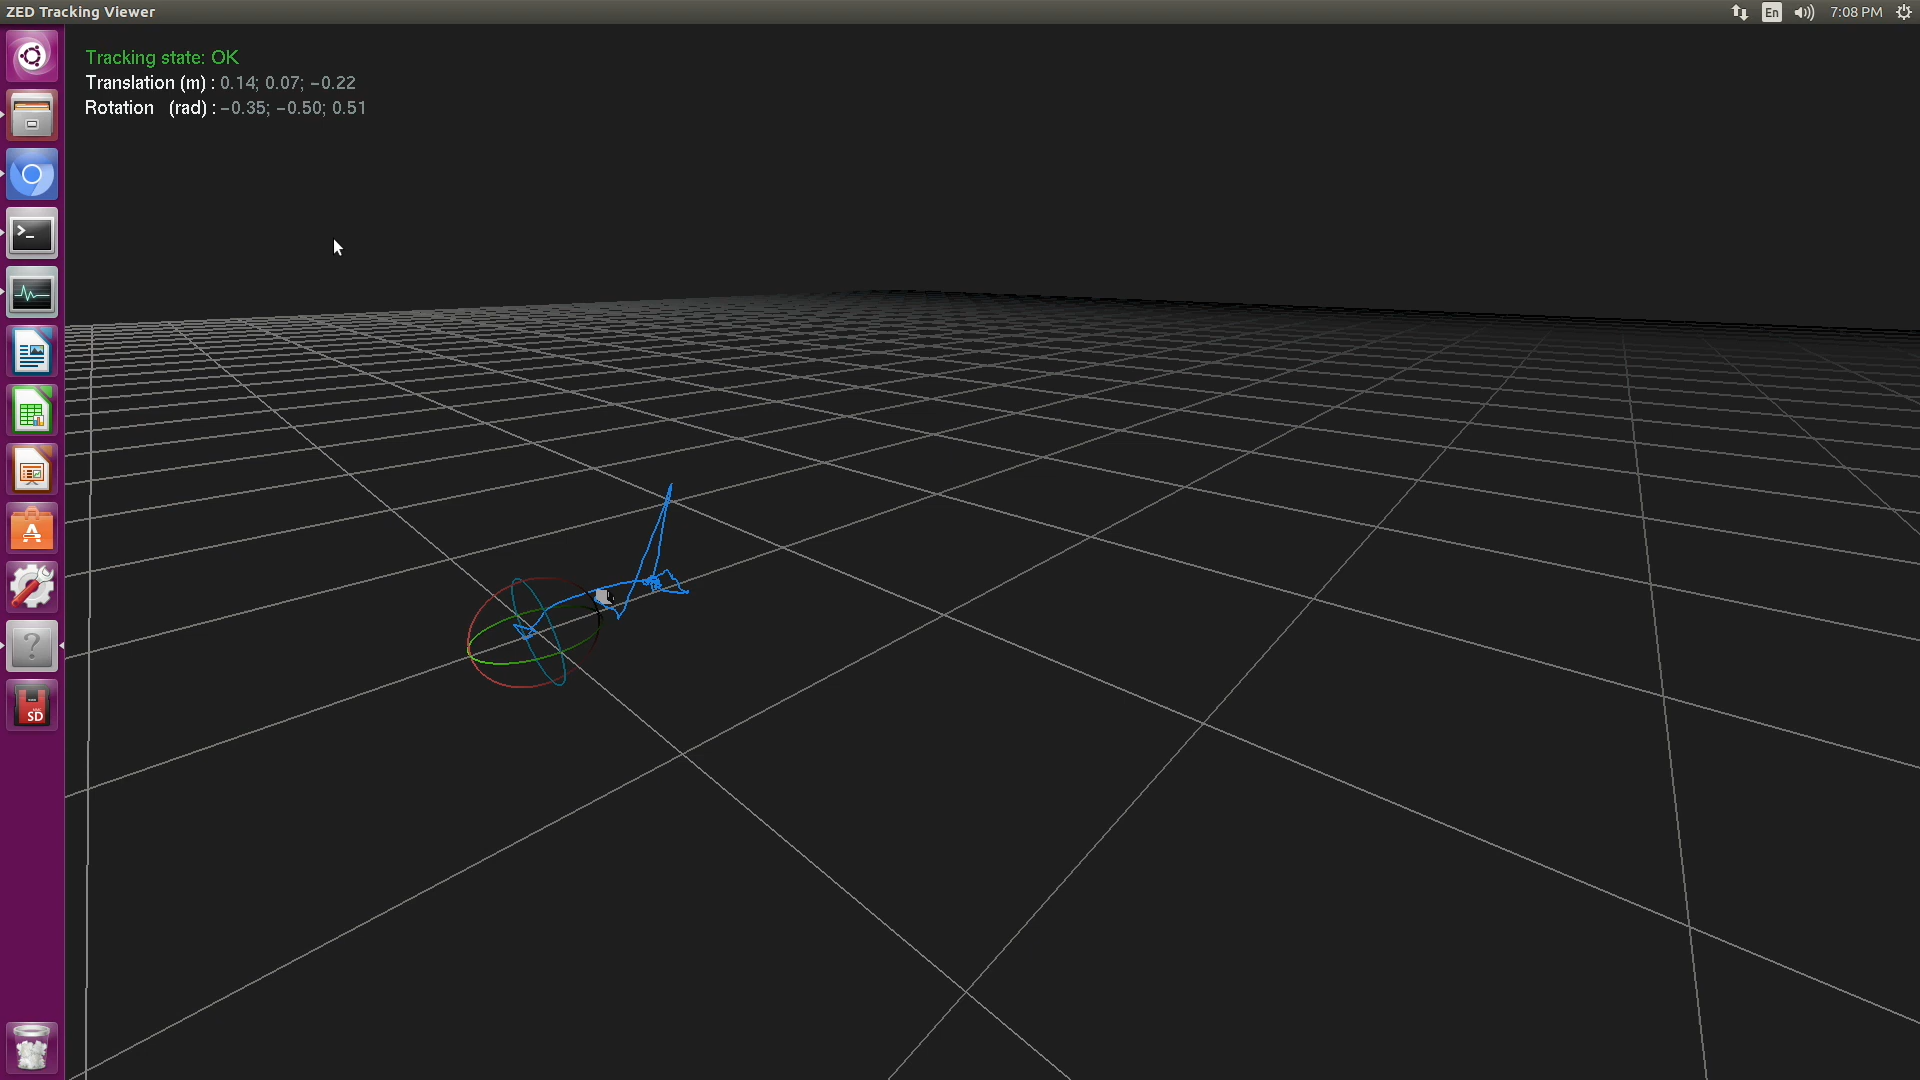 ZED Tracking Viewer
En
7:08 PM
Tracking state: OK
Translation (m) : 0.14; 0.07; −0.22
Rotation (rad) : −0.35; −0.50; 0.51
>_
A
?
SD